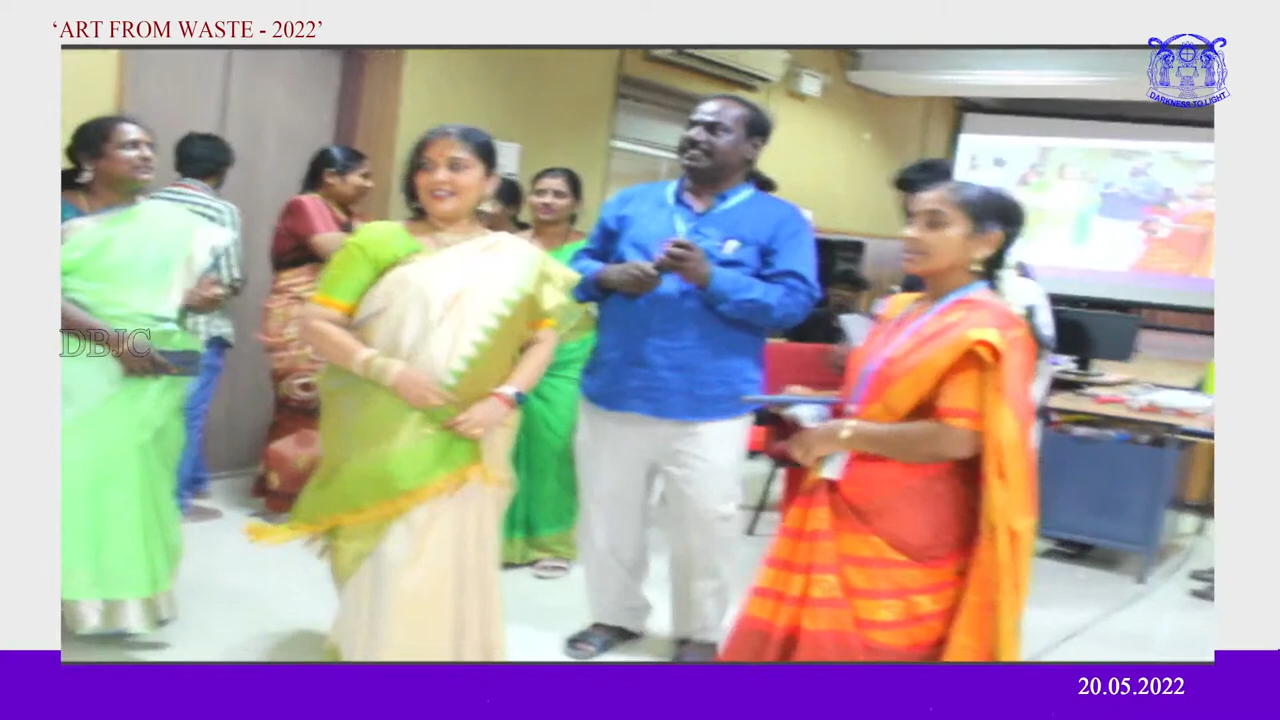 ‘ART FROM WASTE - 2022’
DARKNESS TO LIGHT
DBJC
20.05.2022